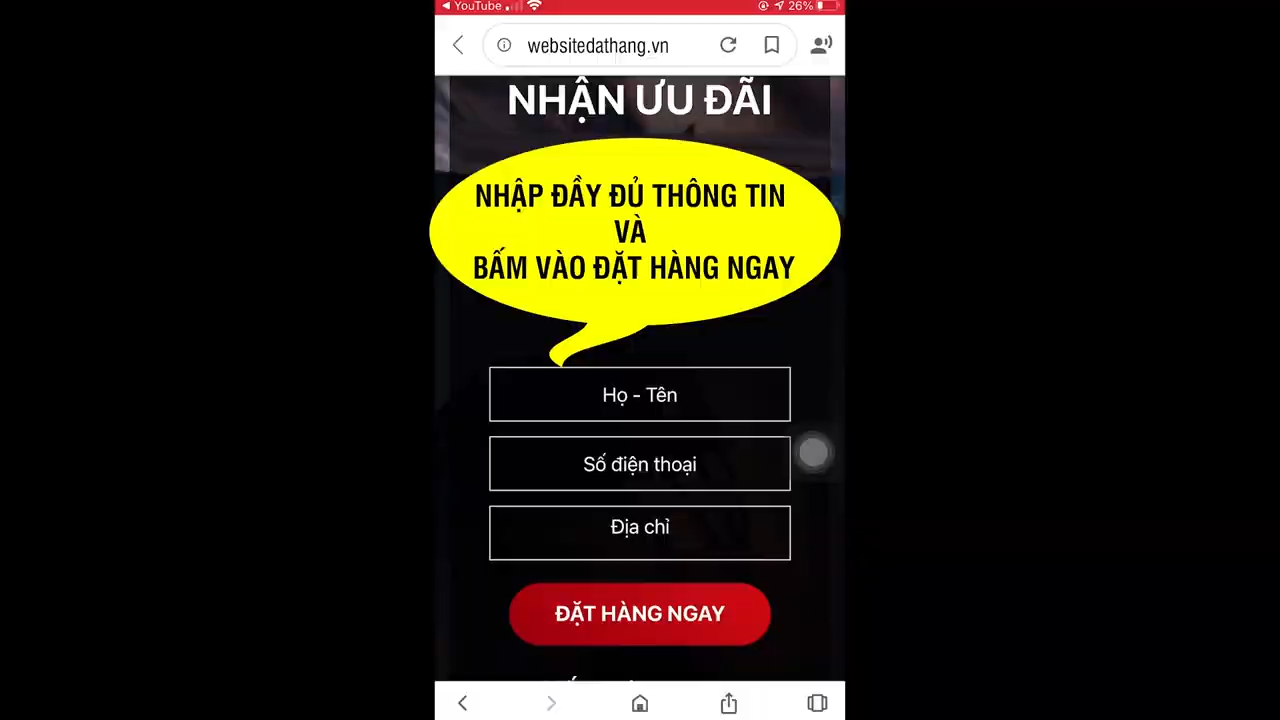 YouTube
26%
websitedathang.vn
NHẬN ƯU ĐÃI
NHẬP ĐẦY ĐỦ THÔNG TIN
VÀ
BẤM VÀO ĐẶT HÀNG NGAY
Họ - Tên
Số điện thoại
Địa chỉ
ĐẶT HÀNG NGAY